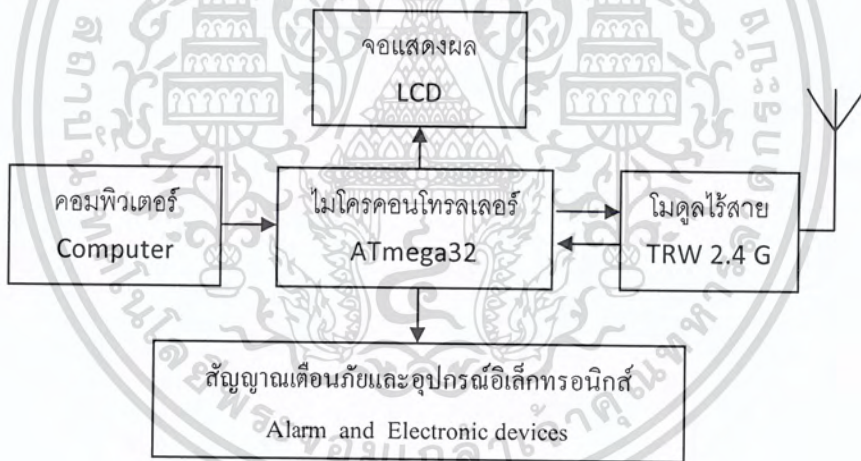 จอแสดงผล
LCD
คอมพิวเตอร์
Computer
ไมโครคอนโทรลเลอร์
ATmega32
โมดูลไร้สาย
TRW 2.4 G
สัญญาณเตือนภัยและอุปกรณ์อิเล็กทรอนิกส์
Alarm and Electronic devices